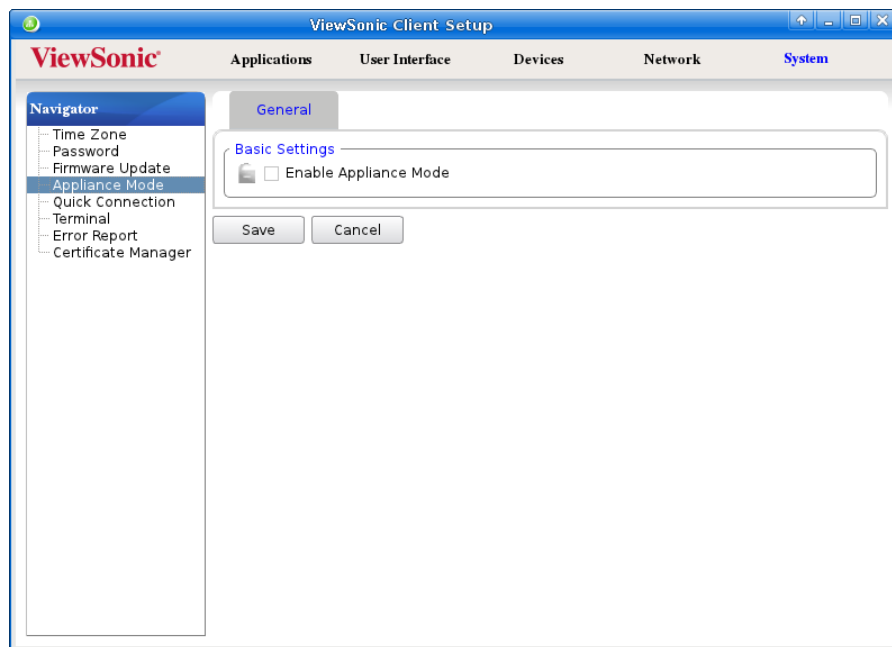 ViewSonic Client Setup
ViewSonic®
Applications
User Interface
Devices
Network
System
Navigator
Time Zone
Password
Firmware Update
Appliance Mode
Quick Connection
Terminal
Error Report
Certificate Manager
General
Basic Settings
Enable Appliance Mode
Save
Cancel